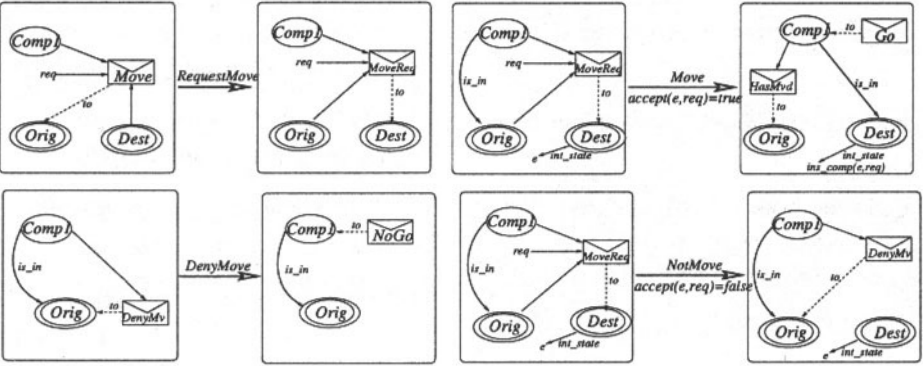 Comp1
req
Move
to
Orig
Dest
RequestMove
Comp1
req
MoveReq
to
Orig
Dest
Comp1
is_in
req
MoveReq
to
Orig
Dest
e
int_state
Move
accept(e,req)=true
Comp1
to
Go
HasMvd
is_in
to
Orig
Dest
int_state
ins_comp(e,req)
Comp1
is_in
to
Orig
DenyMv
DenyMove
Comp1
to
NoGo
is_in
Orig
Comp1
req
is_in
MoveReq
to
Orig
Dest
e
int_state
NotMove
accept(e,req)=false
Comp1
DenyMv
is_in
to
Orig
Dest
e
int_state